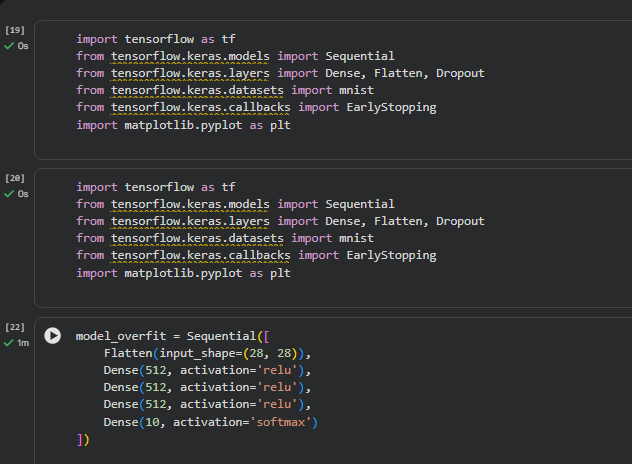 [19]
0s
import tensorflow as tf
from tensorflow.keras.models import Sequential
from tensorflow.keras.layers import Dense, Flatten, Dropout
from tensorflow.keras.datasets import mnist
from tensorflow.keras.callbacks import EarlyStopping
import matplotlib.pyplot as plt
[20]
0s
import tensorflow as tf
from tensorflow.keras.models import Sequential
from tensorflow.keras.layers import Dense, Flatten, Dropout
from tensorflow.keras.datasets import mnist
from tensorflow.keras.callbacks import EarlyStopping
import matplotlib.pyplot as plt
[22]
1m
model_overfit = Sequential([
    Flatten(input_shape=(28, 28)),
    Dense(512, activation='relu'),
    Dense(512, activation='relu'),
    Dense(512, activation='relu'),
    Dense(10, activation='softmax')
])